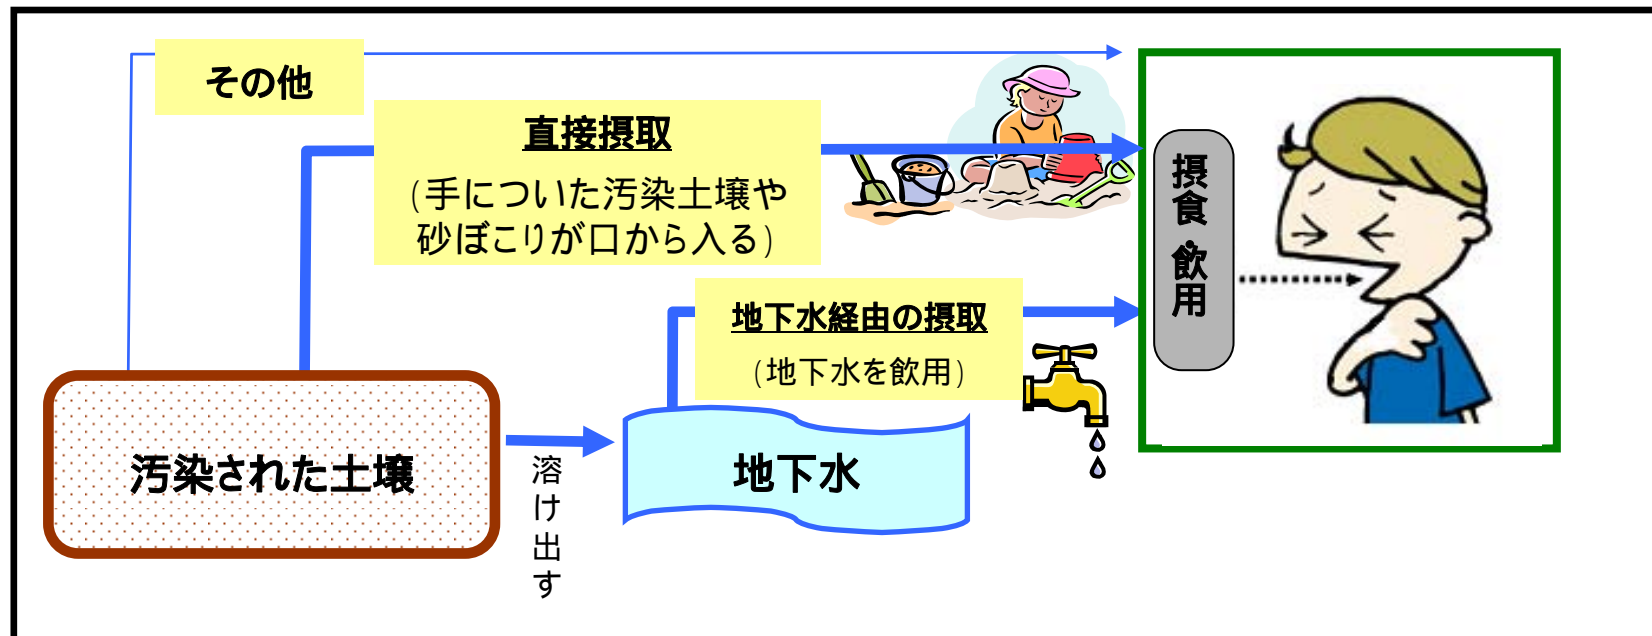 その他
直接摂取
(手についた汚染土壌や
砂ぼこりが口から入る)
摂食・飲用
地下水経由の摂取
(地下水を飲用)
汚染された土壌
溶け出す
地下水